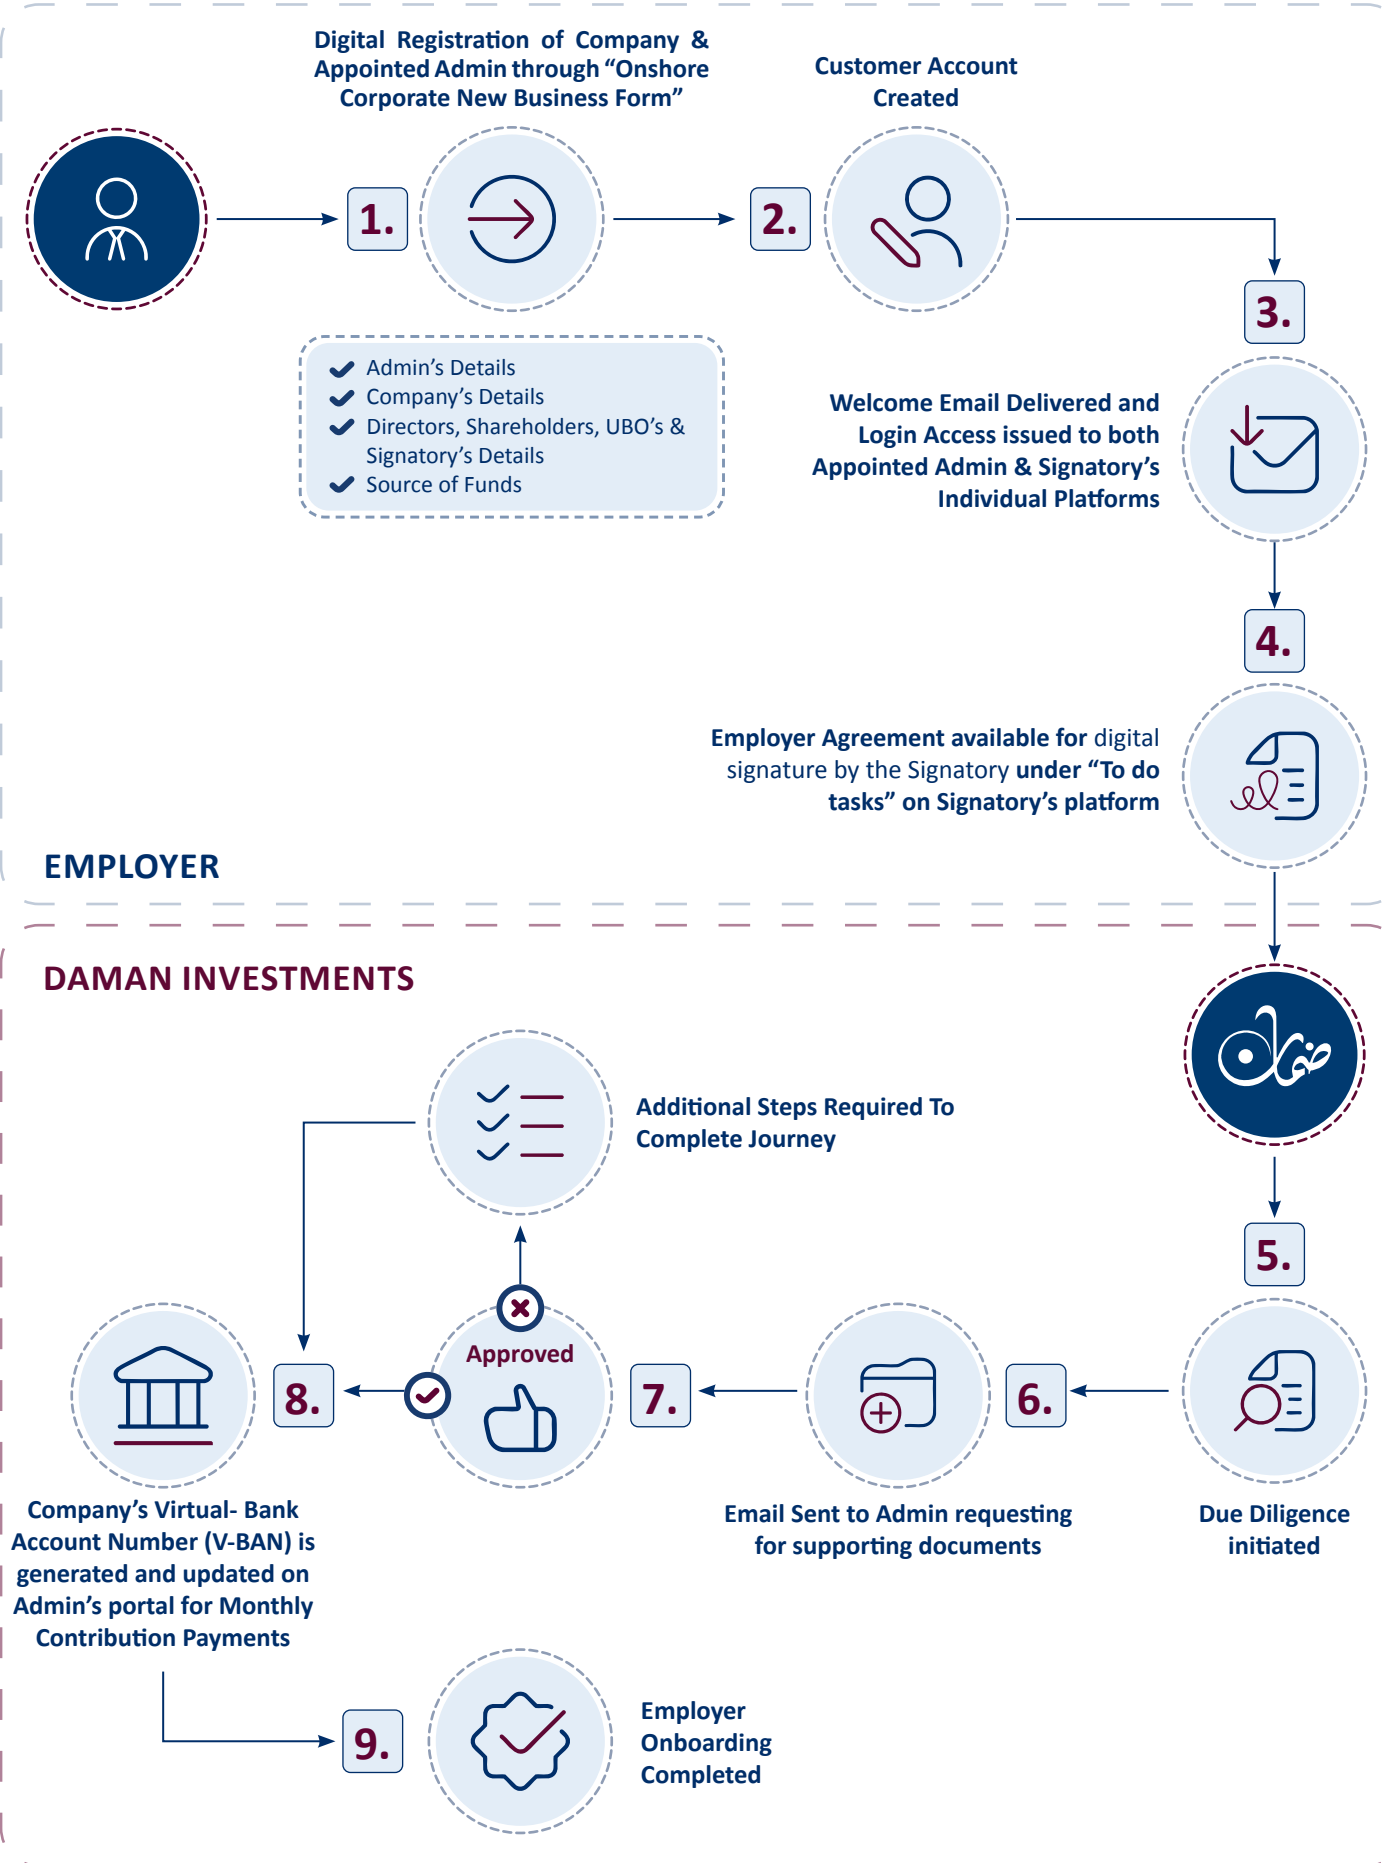 Digital Registration of Company &
Appointed Admin through “Onshore
Corporate New Business Form”
Customer Account
Created
1.
2.
3.
Admin’s Details
Company’s Details
Directors, Shareholders, UBO’s &
Signatory’s Details
Source of Funds
Welcome Email Delivered and
Login Access issued to both
Appointed Admin & Signatory’s
Individual Platforms
4.
Employer Agreement available for digital
signature by the Signatory under “To do
tasks” on Signatory’s platform
EMPLOYER
DAMAN INVESTMENTS
ضمان
Additional Steps Required To
Complete Journey
5.
Approved
8.
7.
6.
Company’s Virtual- Bank
Account Number (V-BAN) is
generated and updated on
Admin’s portal for Monthly
Contribution Payments
Email Sent to Admin requesting
for supporting documents
Due Diligence
initiated
9.
Employer
Onboarding
Completed